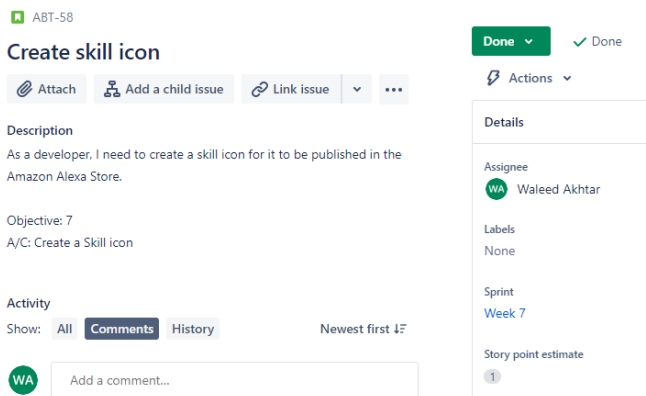 ABT-58
Create skill icon
Attach
Add a child issue
Link issue
Description
As a developer, I need to create a skill icon for it to be published in the
Amazon Alexa Store.
Objective: 7
A/C: Create a Skill icon
Activity
Show: All Comments History Newest first
WA Add a comment...
Done Done
Actions
Details
Assignee
WA Waleed Akhtar
Labels
None
Sprint
Week 7
Story point estimate
1